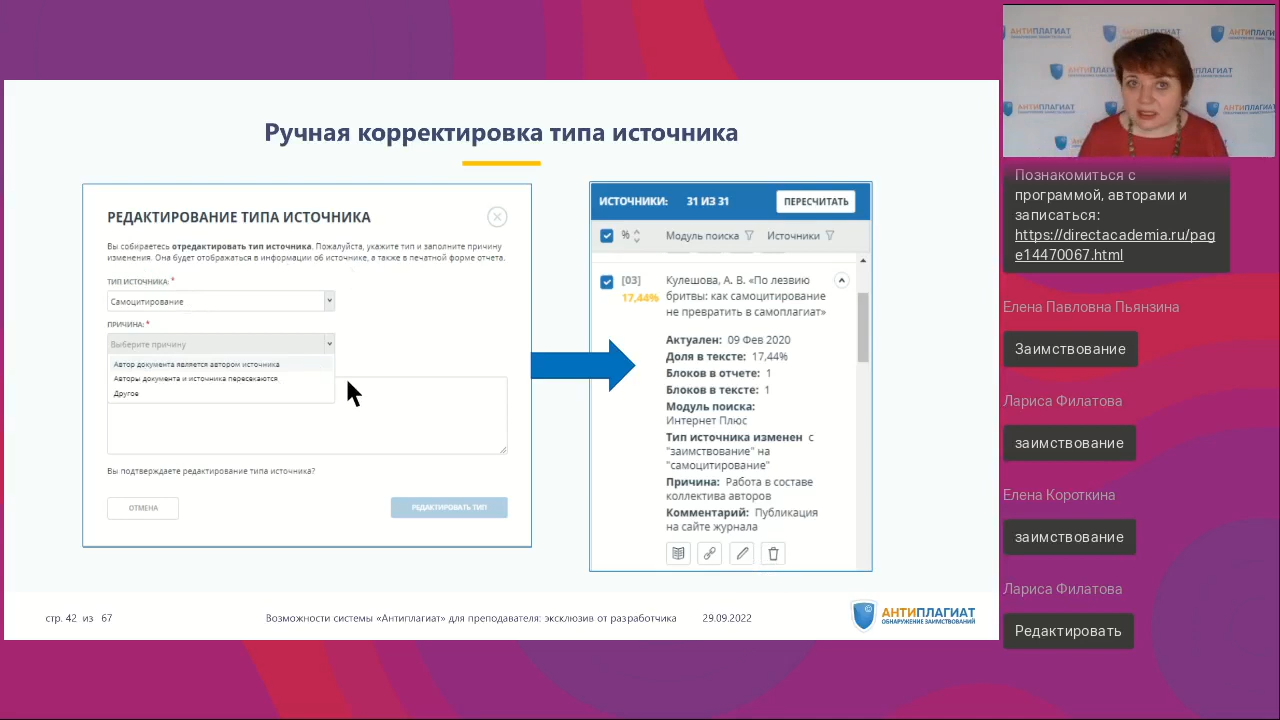 Ручная корректировка типа источника
РЕДАКТИРОВАНИЕ ТИПА ИСТОЧНИКА
Вы собираетесь отредактировать тип источника. Пожалуйста, укажите тип и заполните причину
изменения. Она будет отображаться в информации об источнике, а также в печатной форме отчета.
ТИП ИСТОЧНИКА: *
Самоцитирование
ПРИЧИНА: *
Выберите причину
Автор документа является автором источника
Авторы документа и источника пересекаются
Другое
Вы подтверждаете редактирование типа источника?
ОТМЕНА
РЕДАКТИРОВАТЬ ТИП
ИСТОЧНИКИ: 31 ИЗ 31
ПЕРЕСЧИТАТЬ
% Модуль поиска Источники
[03]
17,44%
Кулешова, А. В. «По лезвию
бритвы: как самоцитирование
не превратить в самоплагиат»
Актуален: 09 Фев 2020
Доля в тексте: 17,44%
Блоков в отчете: 1
Блоков в тексте: 1
Модуль поиска:
Интернет Плюс
Тип источника изменен с
"заимствование" на
"самоцитирование"
Причина: Работа в составе
коллектива авторов
Комментарий: Публикация
на сайте журнала
стр. 42 из 67
Возможности системы «Антиплагиат» для преподавателя: эксклюзив от разработчика
29.09.2022
АНТИПЛАГИАТ
ОБНАРУЖЕНИЕ ЗАИМСТВОВАНИЙ
АНТИПЛАГИАТ
Познакомиться с
программой, авторами и
записаться:
https://directacademia.ru/pag
e14470067.html
Елена Павловна Пьянзина
Заимствование
Лариса Филатова
заимствование
Елена Короткина
заимствование
Лариса Филатова
Редактировать